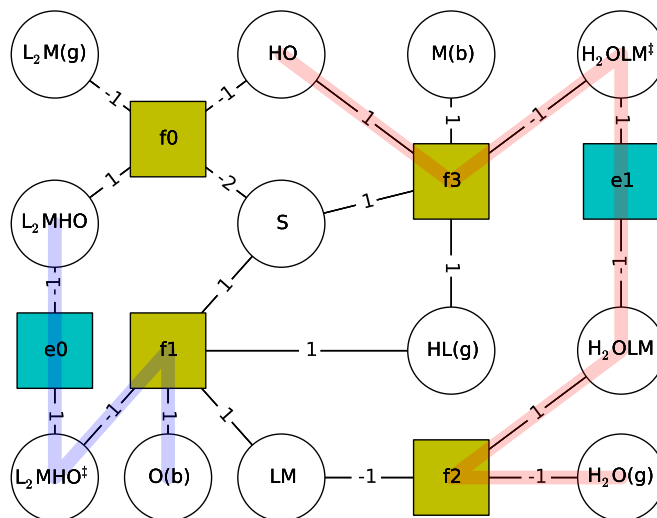 L₂M(g)
HO
M(b)
H₂OLM‡
-1
-1
1
1
-1
1
f0
f3
e1
1
-2
1
L₂MHO
S
-1
1
1
-1
e0
f1
1
HL(g)
H₂OLM
1
-1
1
1
1
L₂MHO‡
O(b)
LM
-1
f2
-1
H₂O(g)